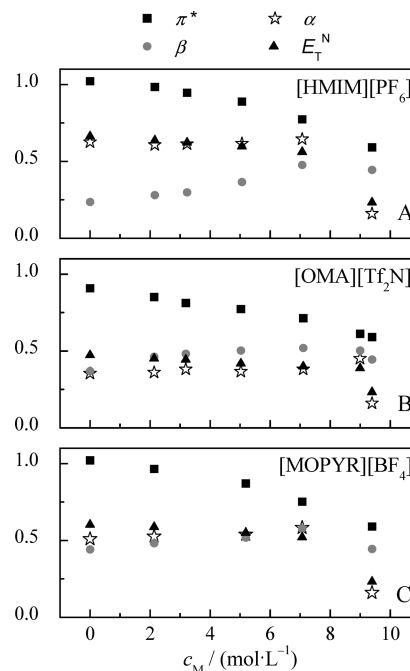 π* α
β E_T^N
1.0 [HMIM][PF₆]
0.5
0.0 A
1.0 [OMA][Tf₂N]
0.5
0.0 B
1.0 [MOPYR][BF₄]
0.5
0.0 C
0 2 4 6 8 10
c_M / (mol·L⁻¹)